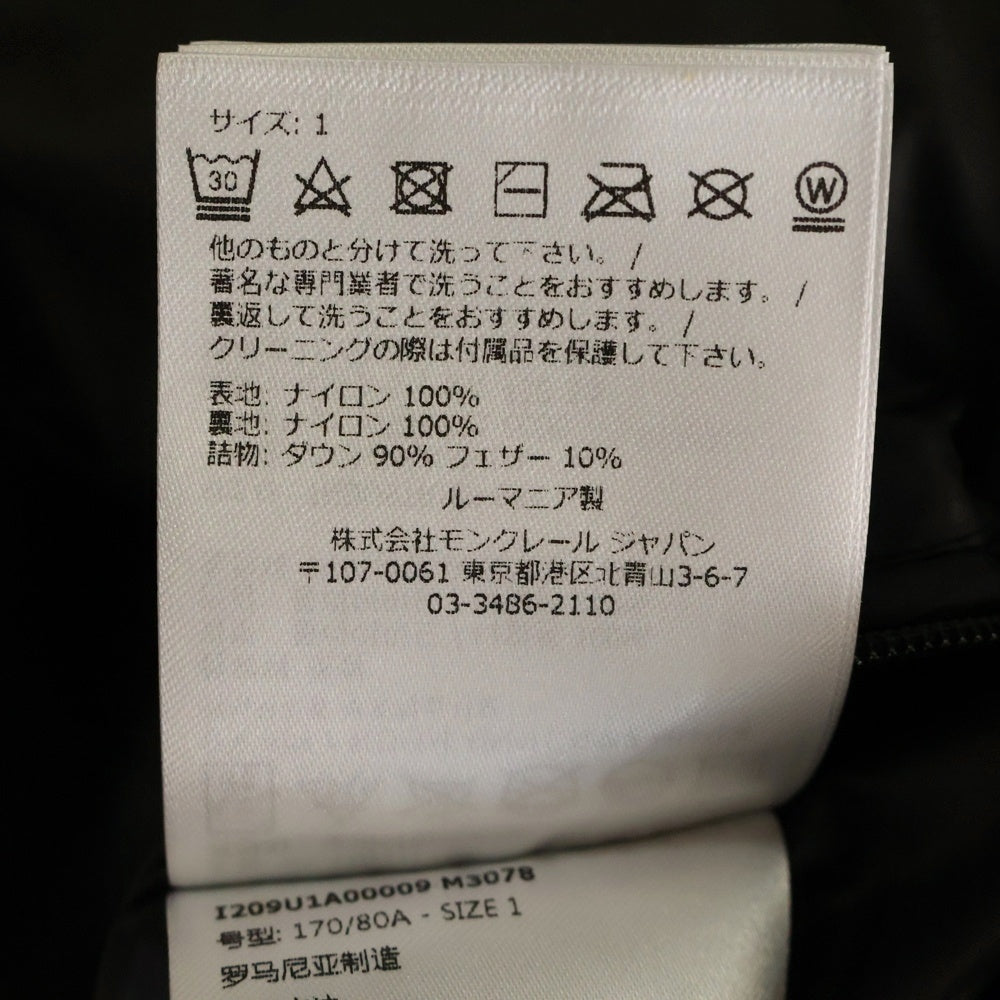 サイズ: 1
30
W
他のものと分けて洗って下さい。 /
著名な専門業者で洗うことをおすすめします。 /
裏返して洗うことをおすすめします。 /
クリーニングの際は付属品を保護して下さい。
表地: ナイロン 100%
裏地: ナイロン 100%
詰物: ダウン 90% フェザー 10%
ルーマニア製
株式会社モンクレール ジャパン
〒107-0061 東京都港区北青山3-6-7
03-3486-2110
I209U1A00009 M3078
号型: 170/80A - SIZE 1
罗马尼亚制造